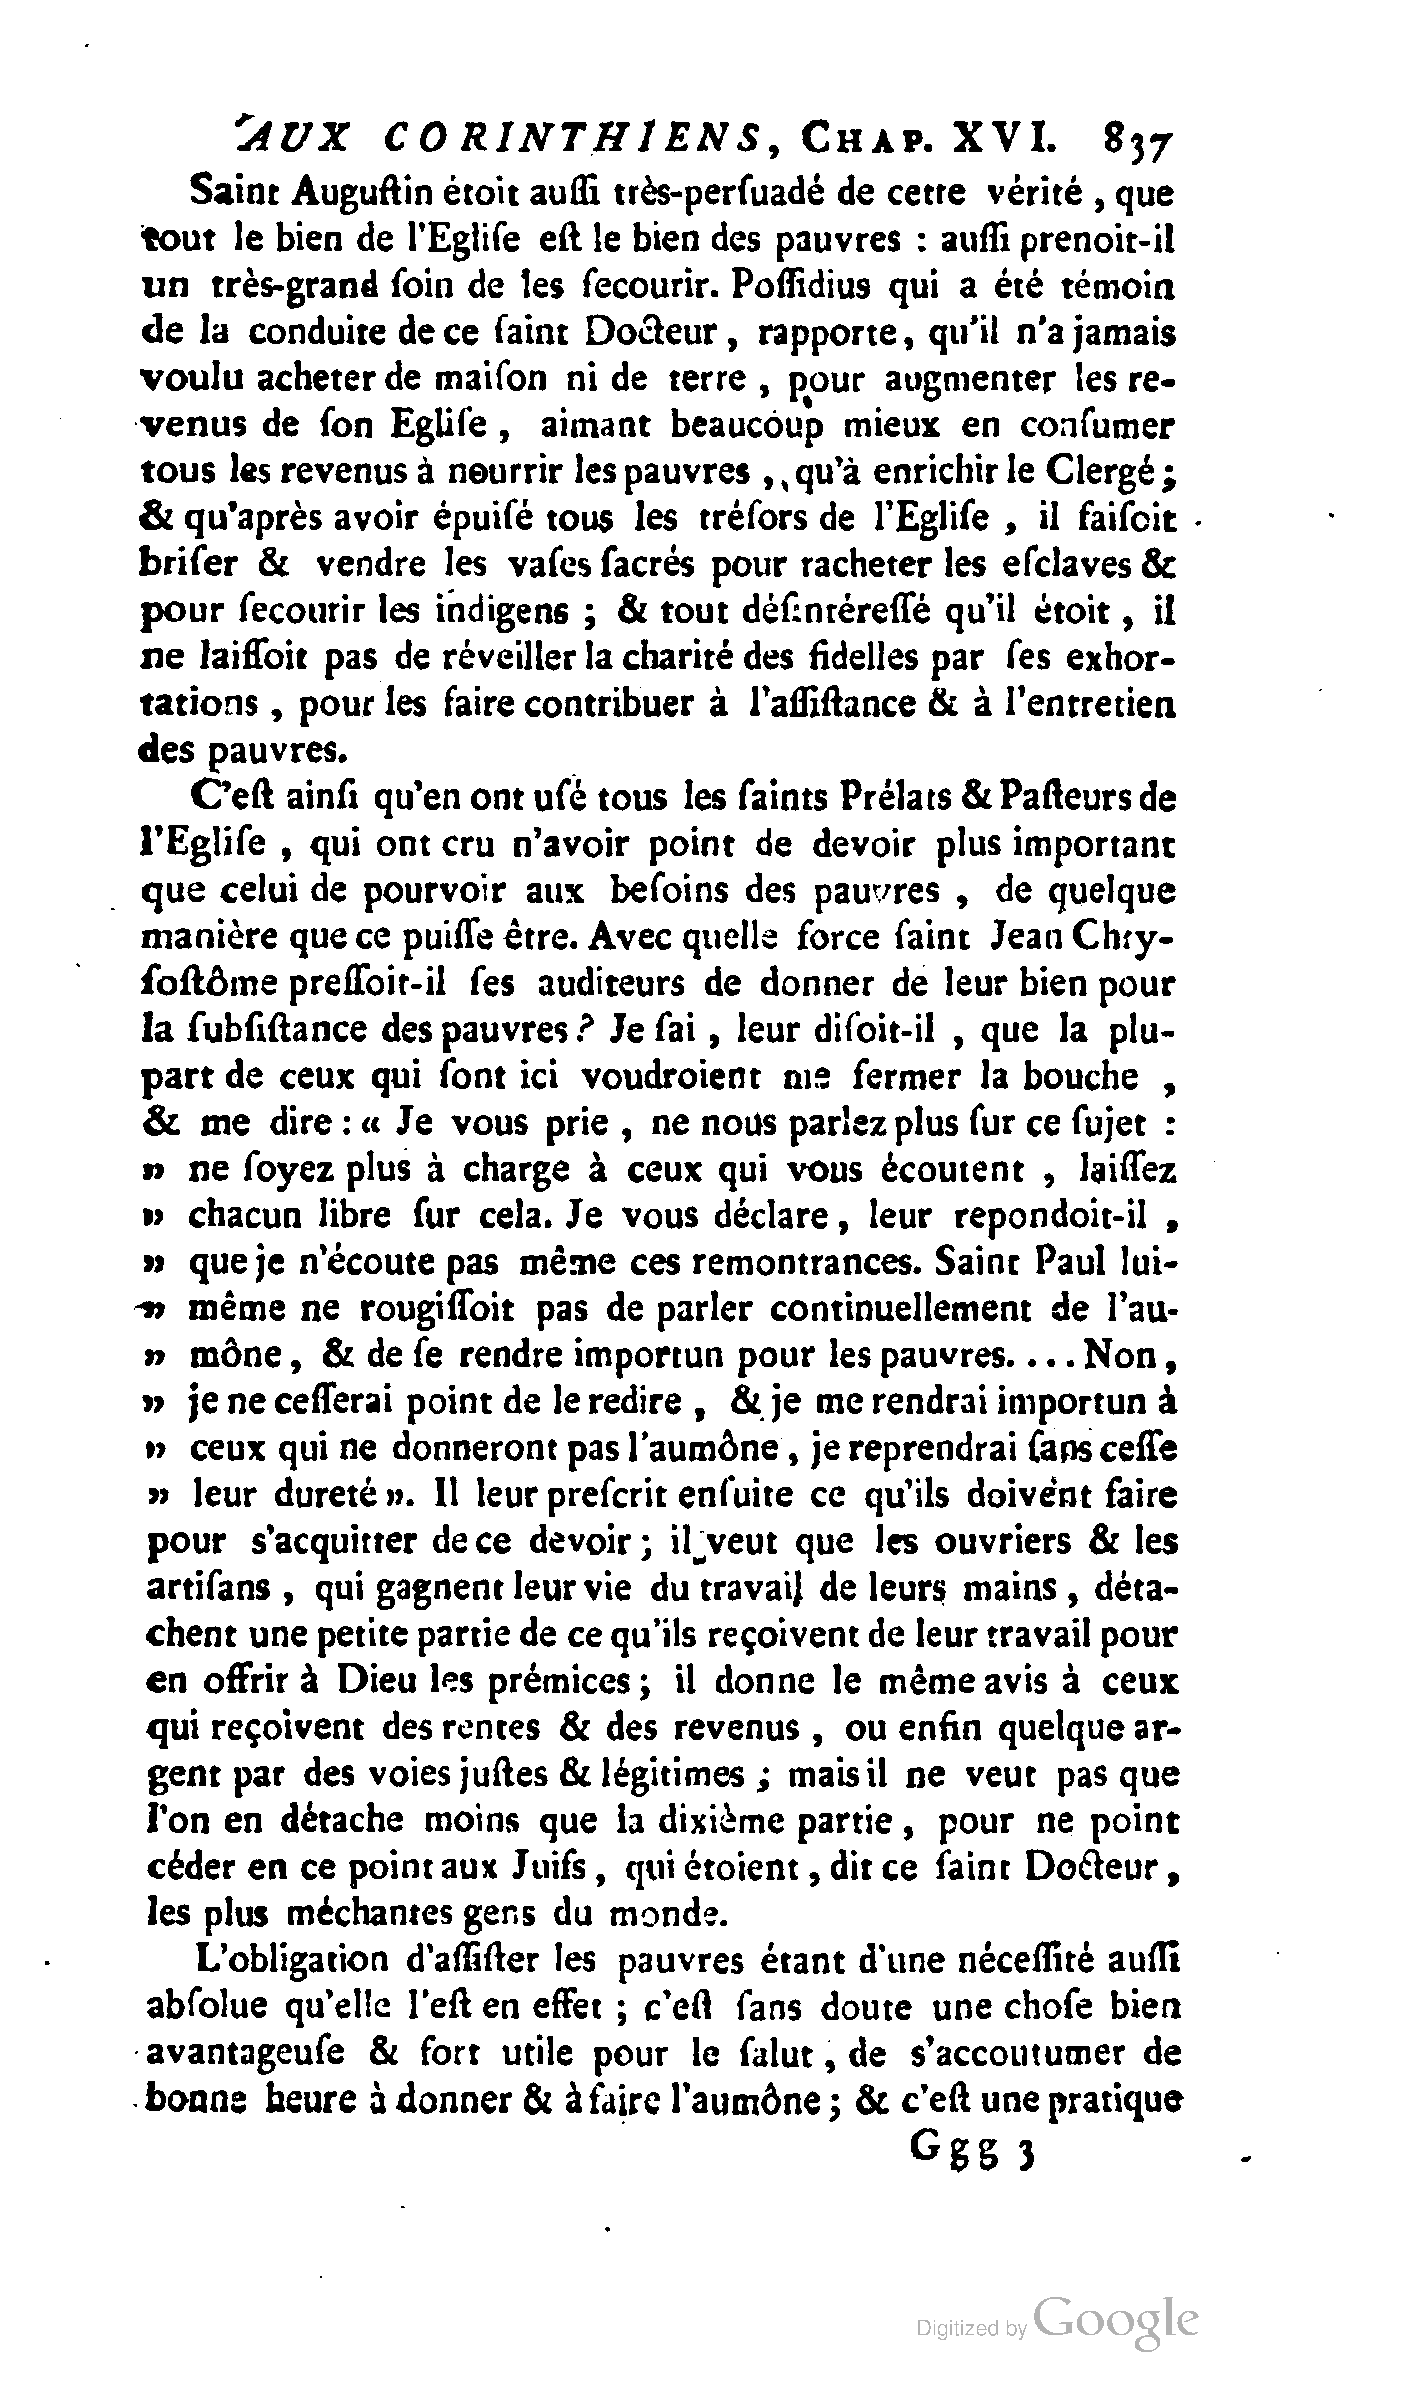 AUX CORINTHIENS, CHAP. XVI. 837
Saint Auguſtin étoit auſſi très-perſuadé de cette vérité, que
tout le bien de l'Egliſe eſt le bien des pauvres : auſſi prenoit-il
un très-grand ſoin de les ſecourir. Poſſidius qui a été témoin
de la conduite de ce ſaint Docteur, rapporte, qu'il n'a jamais
voulu acheter de maiſon ni de terre, pour augmenter les re-
venus de ſon Egliſe, aimant beaucoup mieux en conſumer
tous les revenus à nourrir les pauvres, qu'à enrichir le Clergé;
& qu'après avoir épuiſé tous les tréſors de l'Egliſe, il faiſoit
briſer & vendre les vaſes ſacrés pour racheter les eſclaves &
pour ſecourir les indigens ; & tout déſintéreſſé qu'il étoit, il
ne laiſſoit pas de réveiller la charité des fidelles par ſes exhor-
tations, pour les faire contribuer à l'aſſiſtance & à l'entretien
des pauvres.
C'eſt ainſi qu'en ont uſé tous les ſaints Prélats & Paſteurs de
l'Egliſe, qui ont cru n'avoir point de devoir plus important
que celui de pourvoir aux beſoins des pauvres, de quelque
manière que ce puiſſe être. Avec quelle force ſaint Jean Chry-
ſoſtôme preſſoit-il ſes auditeurs de donner de leur bien pour
la ſubſiſtance des pauvres ? Je ſai, leur diſoit-il, que la plu-
part de ceux qui ſont ici voudroient me fermer la bouche,
& me dire : « Je vous prie, ne nous parlez plus ſur ce ſujet :
» ne ſoyez plus à charge à ceux qui vous écoutent, laiſſez
» chacun libre ſur cela. Je vous déclare, leur repondoit-il,
» que je n'écoute pas même ces remontrances. Saint Paul lui-
» même ne rougiſſoit pas de parler continuellement de l'au-
» mône, & de ſe rendre importun pour les pauvres.... Non,
» je ne ceſſerai point de le redire, & je me rendrai importun à
» ceux qui ne donneront pas l'aumône, je reprendrai ſans ceſſe
» leur dureté ». Il leur preſcrit enſuite ce qu'ils doivent faire
pour s'acquitter de ce devoir ; il veut que les ouvriers & les
artiſans, qui gagnent leur vie du travail de leurs mains, déta-
chent une petite partie de ce qu'ils reçoivent de leur travail pour
en offrir à Dieu les prémices ; il donne le même avis à ceux
qui reçoivent des rentes & des revenus, ou enfin quelque ar-
gent par des voies juſtes & légitimes ; mais il ne veut pas que
l'on en détache moins que la dixième partie, pour ne point
céder en ce point aux Juifs, qui étoient, dit ce ſaint Docteur,
les plus méchantes gens du monde.
L'obligation d'aſſiſter les pauvres étant d'une néceſſité auſſi
abſolue qu'elle l'eſt en effet ; c'eſt ſans doute une choſe bien
avantageuſe & fort utile pour le ſalut, de s'accoutumer de
bonne heure à donner & à faire l'aumône ; & c'eſt une pratique
Ggg 3
Digitized by Google